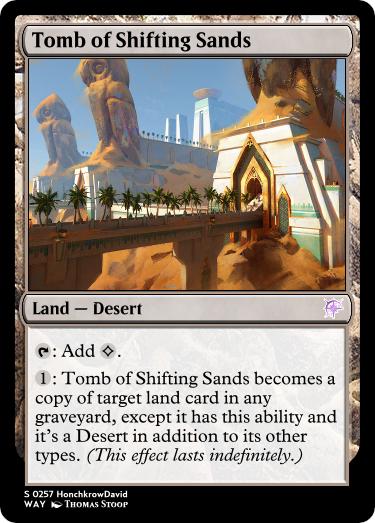 Tomb of Shifting Sands
Land — Desert
: Add .
1: Tomb of Shifting Sands becomes a
copy of target land card in any
graveyard, except it has this ability and
it's a Desert in addition to its other
types. (This effect lasts indefinitely.)
S 0257 HonchkrowDavid
WAY Thomas Stoop